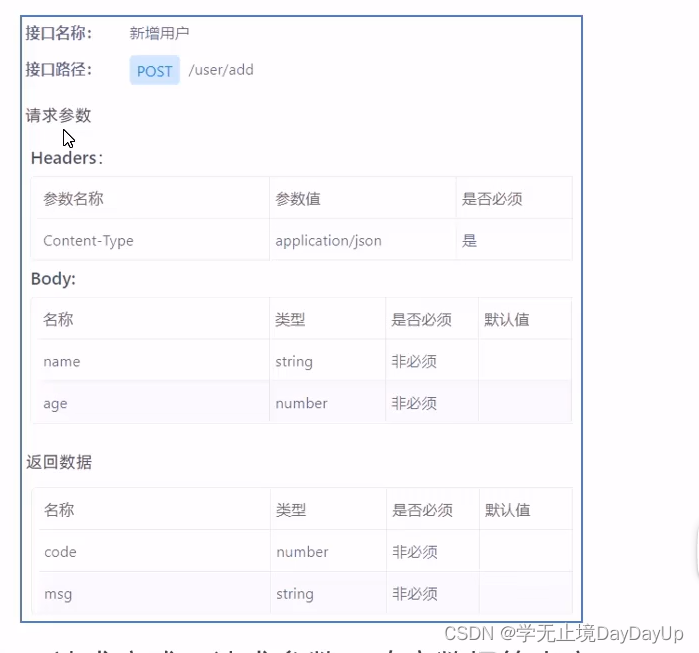 接口名称： 新增用户
接口路径： POST /user/add
请求参数
Headers：
参数名称 参数值 是否必须
Content-Type application/json 是
Body:
名称 类型 是否必须 默认值
name string 非必须
age number 非必须
返回数据
名称 类型 是否必须 默认值
code number 非必须
msg string 非必须
CSDN @学无止境DayDayUp